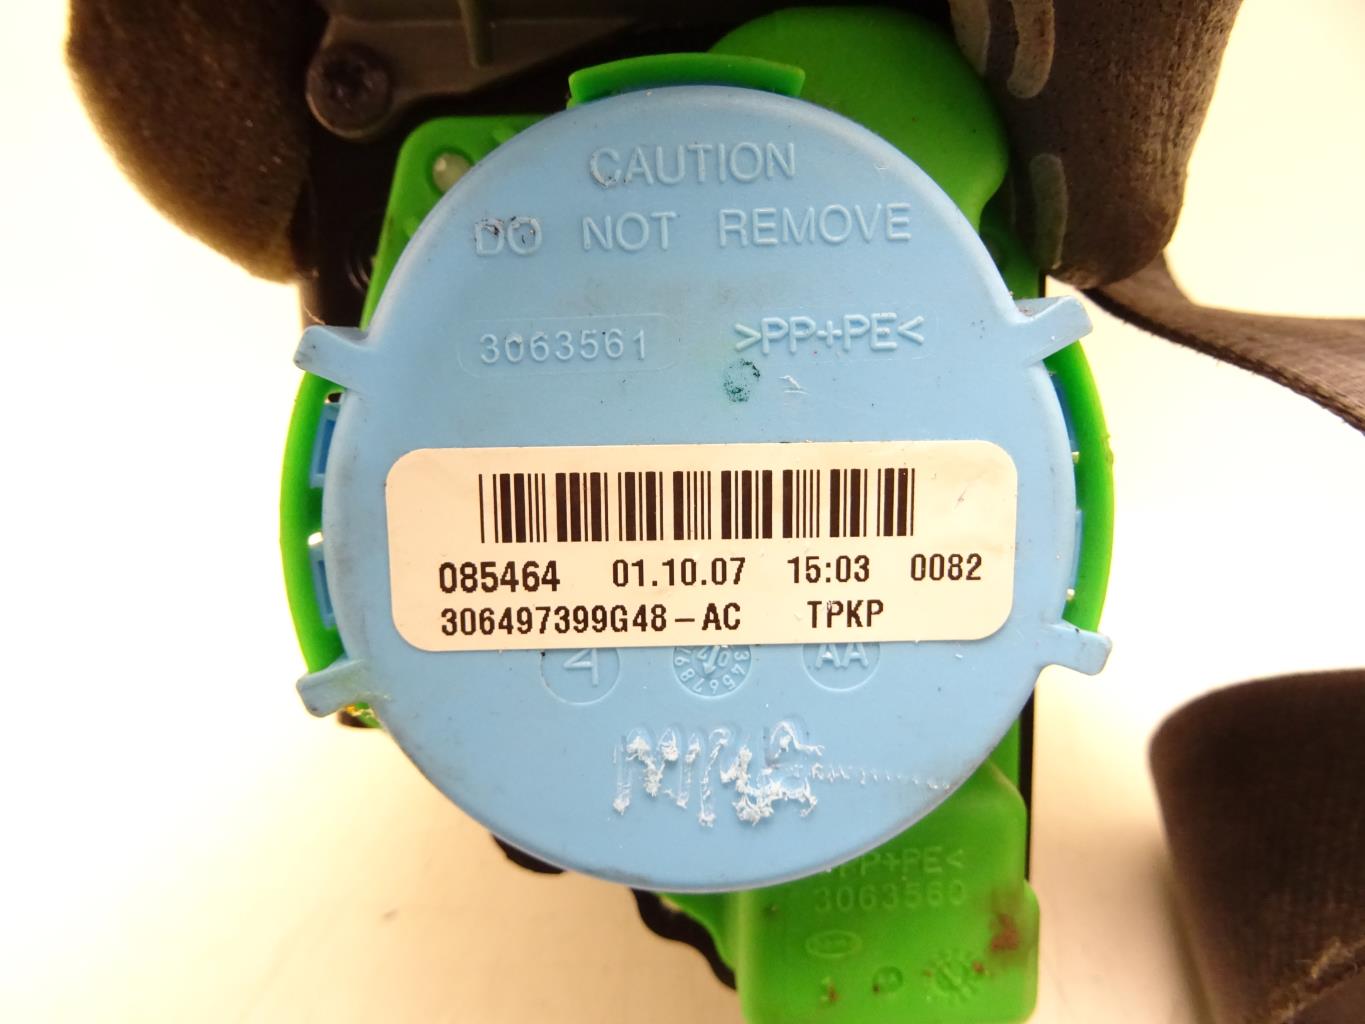 CAUTION
DO NOT REMOVE
3063561 >PP+PE<
085464 01.10.07 15:03 0082
306497399G48-AC TPKP
AA
>PP+PE<
3063560